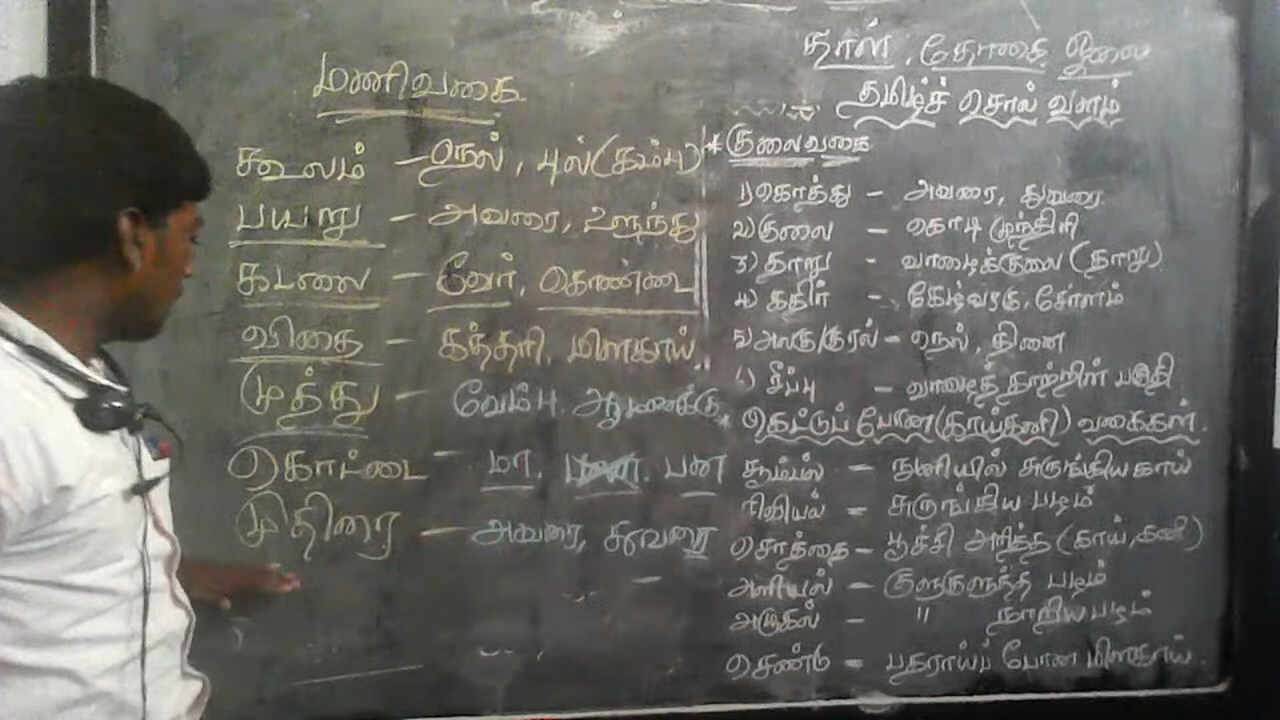 மணிவகை
கூலம் – நெல், புல் (கம்பு)
பயறு – அவரை, உளுந்து
கடலை – வேர், கொண்டை
விதை – கத்தரி, மிளகாய்
முத்து – வேம்பு, ஆமணக்கு
கொட்டை – மா, பனை
முதிரை – அவரை, துவரை
தாள், தோகை, ஓலை
தமிழ்ச் சொல் வளம்
* குலைவகை
1) கொத்து – அவரை, துவரை
2) குலை – கொடி முந்திரி
3) தாறு - வாழைக்குலை (தாறு)
4) கதிர் - கேழ்வரகு, சோளம்
5) அலகு/குரல் – நெல், தினை
6) சீப்பு – வாழைத் தாற்றின் பகுதி
* கெட்டுப் போன (காய்கனி) வகைகள்.
சூம்பல் – நுனியில் சுருங்கிய காய்
சிவியல் – சுருங்கிய பழம்
சொத்தை – பூச்சி அரித்த (காய், கனி)
அளியல் – குளுகுளுத்த பழம்
அழுகல் – " நாறிய பழம்
சொண்டு – பதராய்ப் போன மிளகாய்